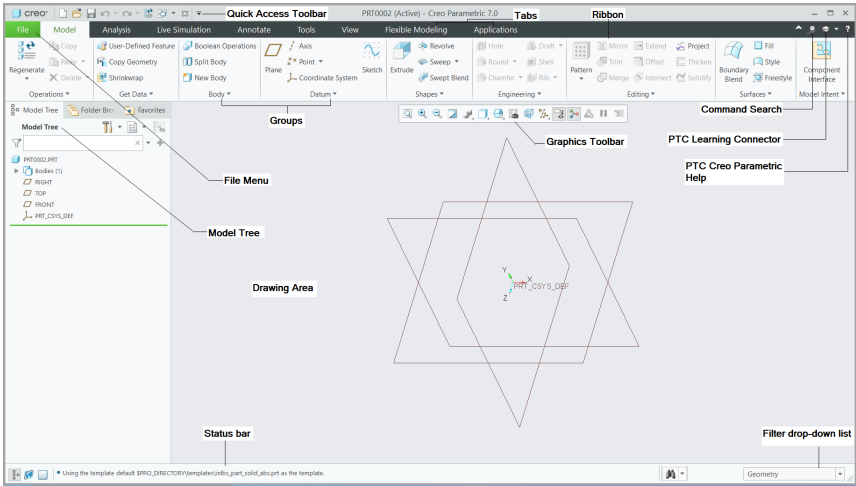 creo° Quick Access Toolbar PRT0002 (Active) - Creo Parametric 7.0
Tabs Ribbon
File Model Analysis Live Simulation Annotate Tools View Flexible Modeling Applications
Copy User-Defined Feature Boolean Operations Axis Revolve Hole Draft Mirror Extend Project Fill
Regenerate Paste Copy Geometry Split Body Plane Point Sketch Extrude Sweep Round Shell Pattern Trim Offset Thicken Boundary Blend Style Component Interface
Delete Shrinkwrap New Body Coordinate System Swept Blend Chamfer Rib Merge Intersect Solidify Freestyle
Operations Get Data Body Datum Shapes Engineering Editing Surfaces Model Intent
Model Tree Folder Bro Favorites
Command Search
Groups
Model Tree
Graphics Toolbar
PTC Learning Connector
PRT0002.PRT
PTC Creo Parametric
Help
Bodies (1)
RIGHT
File Menu
TOP
FRONT
PRT_CSYS_DEF
Model Tree
Y
X
PRT_CSYS_DEF
Z
Drawing Area
Status bar
Filter drop-down list
• Using the template default $PRO_DIRECTORY\templates\inlbs_part_solid_abs.prt as the template.
Geometry